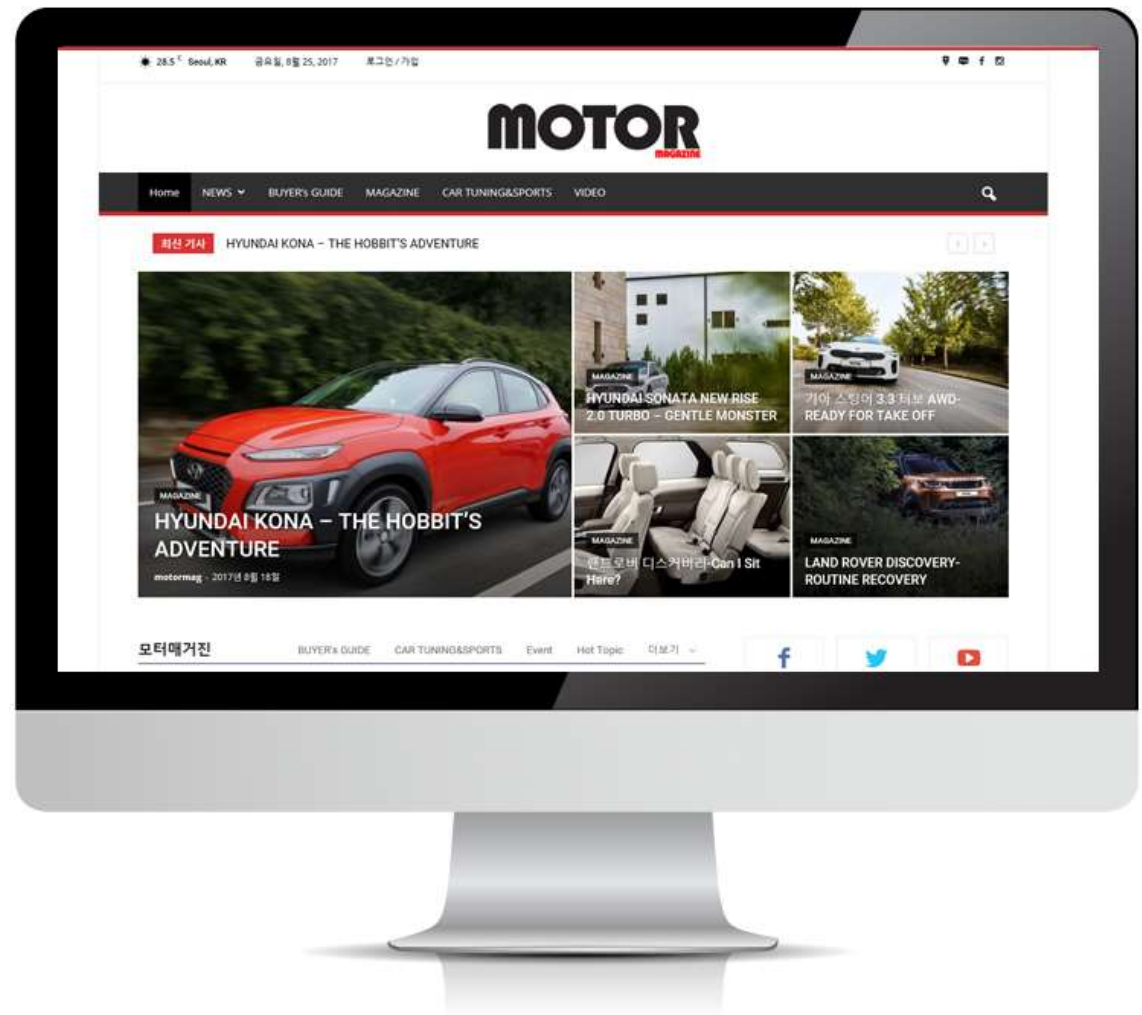 28.5 C Seoul, KR 금요일, 8월 25, 2017 로그인 / 가입
MOTOR
MAGAZINE
Home NEWS BUYER's GUIDE MAGAZINE CAR TUNING&SPORTS VIDEO
최신 기사 HYUNDAI KONA – THE HOBBIT'S ADVENTURE
MAGAZINE
HYUNDAI KONA – THE HOBBIT'S
ADVENTURE
motormag - 2017년 8월 18일
MAGAZINE
HYUNDAI SONATA NEW RISE
2.0 TURBO – GENTLE MONSTER
MAGAZINE
기아 스팅어 3.3 터보 AWD-
READY FOR TAKE OFF
MAGAZINE
랜드로버 디스커버리-Can I Sit
Here?
MAGAZINE
LAND ROVER DISCOVERY-
ROUTINE RECOVERY
모터매거진 BUYER's GUIDE CAR TUNING&SPORTS Event Hot Topic 더보기